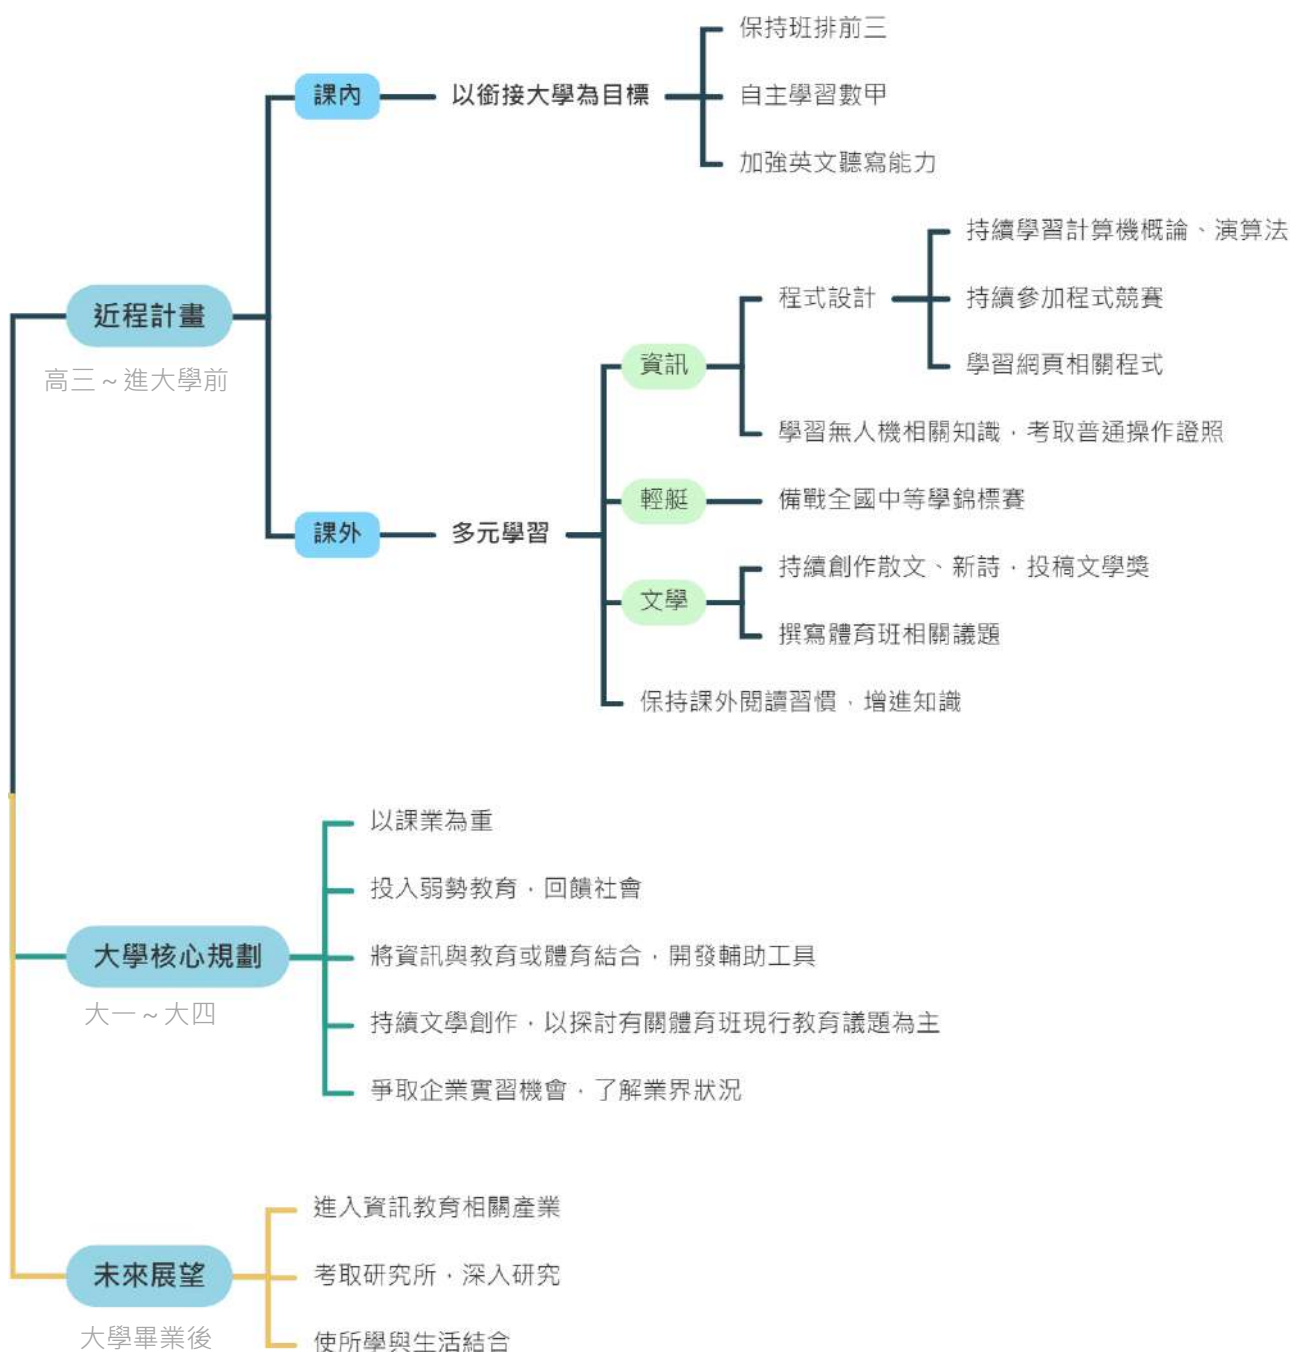 近程計畫
高三～進大學前
課內
以銜接大學為目標
保持班排前三
自主學習數甲
加強英文聽寫能力
課外
多元學習
資訊
程式設計
持續學習計算機概論、演算法
持續參加程式競賽
學習網頁相關程式
學習無人機相關知識，考取普通操作證照
輕艇
備戰全國中等學錦標賽
文學
持續創作散文、新詩，投稿文學獎
撰寫體育班相關議題
保持課外閱讀習慣，增進知識
大學核心規劃
大一～大四
以課業為重
投入弱勢教育，回饋社會
將資訊與教育或體育結合，開發輔助工具
持續文學創作，以探討有關體育班現行教育議題為主
爭取企業實習機會，了解業界狀況
未來展望
大學畢業後
進入資訊教育相關產業
考取研究所，深入研究
使所學與生活結合